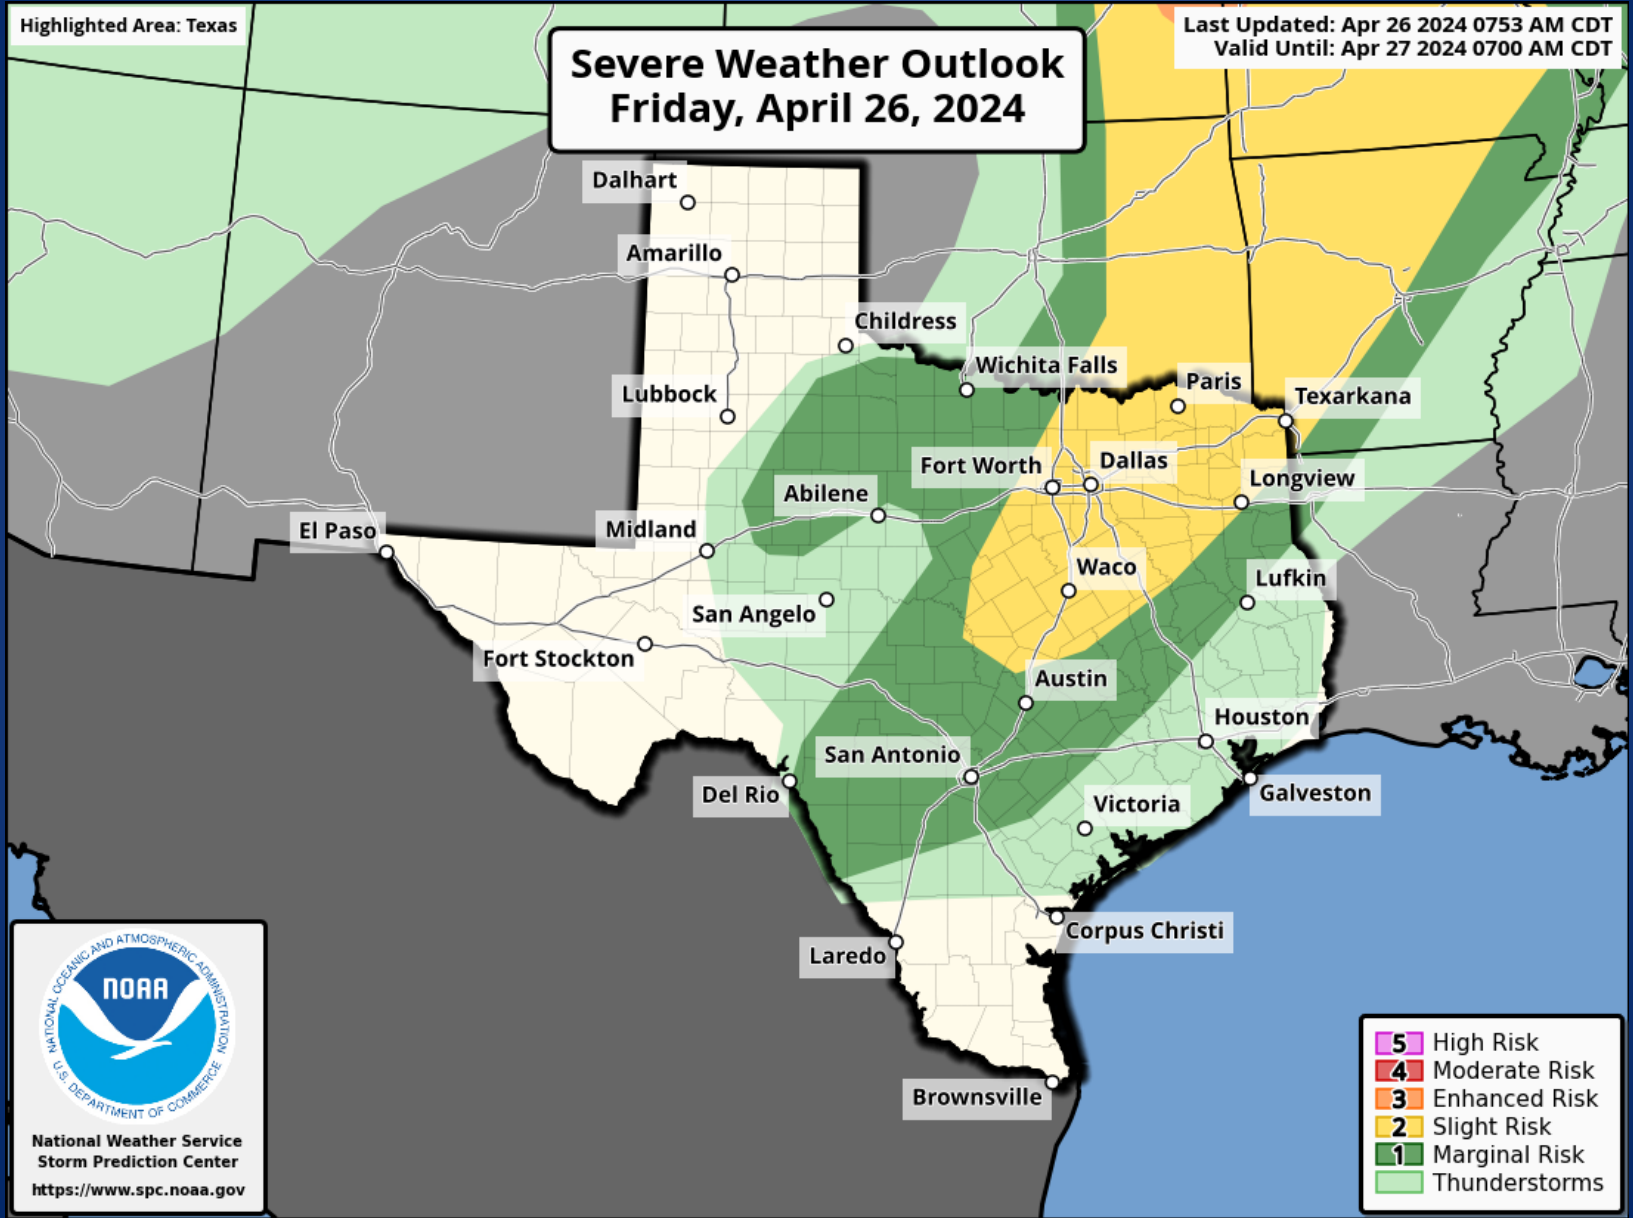 Highlighted Area: Texas
Severe Weather Outlook
Friday, April 26, 2024
Last Updated: Apr 26 2024 0753 AM CDT
Valid Until: Apr 27 2024 0700 AM CDT
Dalhart
Amarillo
Childress
Wichita Falls
Paris
Texarkana
Lubbock
Fort Worth
Dallas
Longview
Abilene
El Paso
Midland
Waco
Lufkin
San Angelo
Fort Stockton
Austin
Houston
San Antonio
Del Rio
Victoria
Galveston
Corpus Christi
Laredo
Brownsville
NATIONAL OCEANIC AND ATMOSPHERIC ADMINISTRATION
NOAA
U.S. DEPARTMENT OF COMMERCE
National Weather Service
Storm Prediction Center
https://www.spc.noaa.gov
5 High Risk
4 Moderate Risk
3 Enhanced Risk
2 Slight Risk
1 Marginal Risk
Thunderstorms